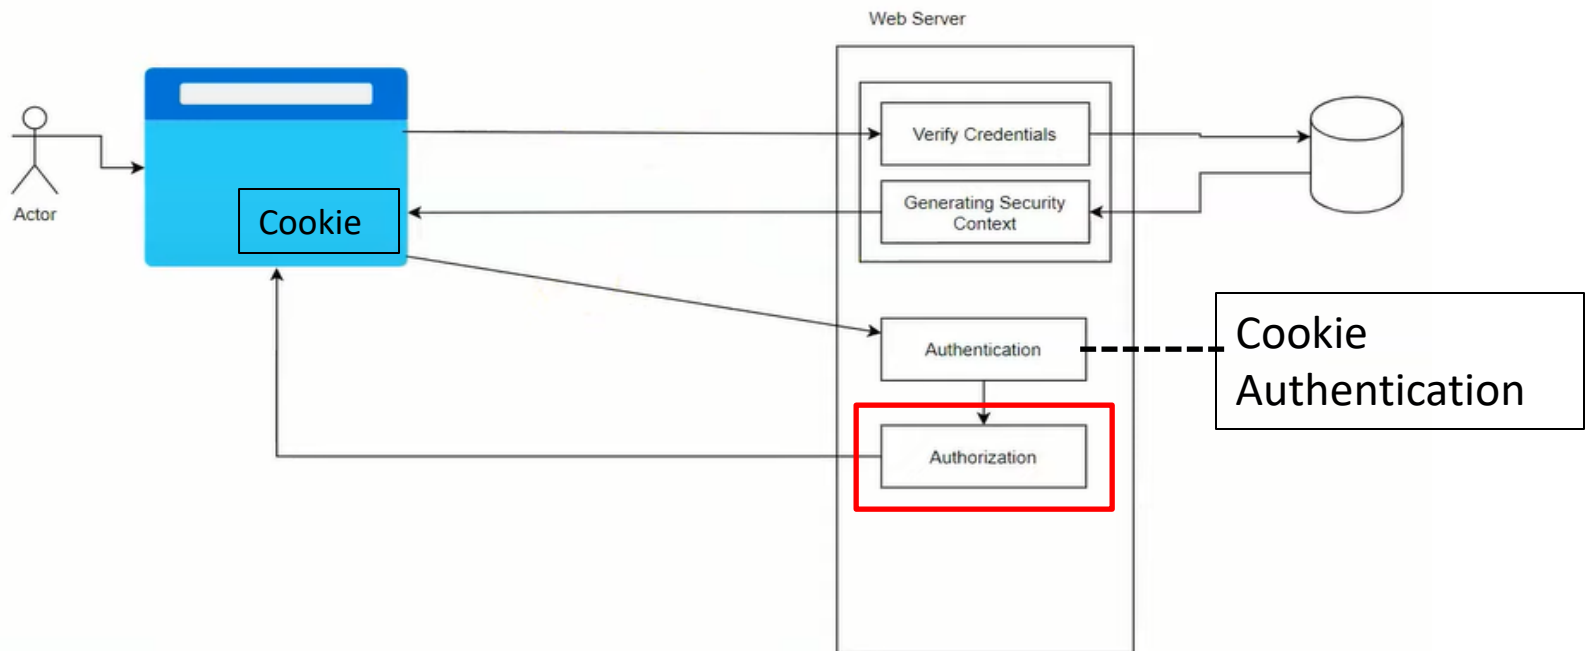 Web Server
Verify Credentials
Actor
Cookie
Generating Security
Context
Authentication
Cookie
Authentication
Authorization